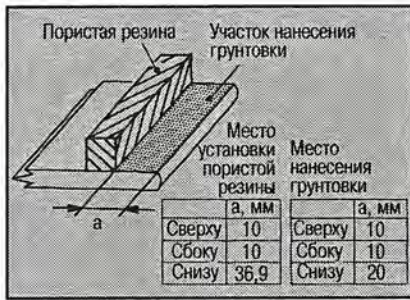 Пористая резина
Участок нанесения
грунтовки
a
Место
установки
пористой
резины
а, мм
Сверху 10
Сбоку 10
Снизу 36,9
Место
нанесения
грунтовки
а, мм
Сверху 10
Сбоку 10
Снизу 20